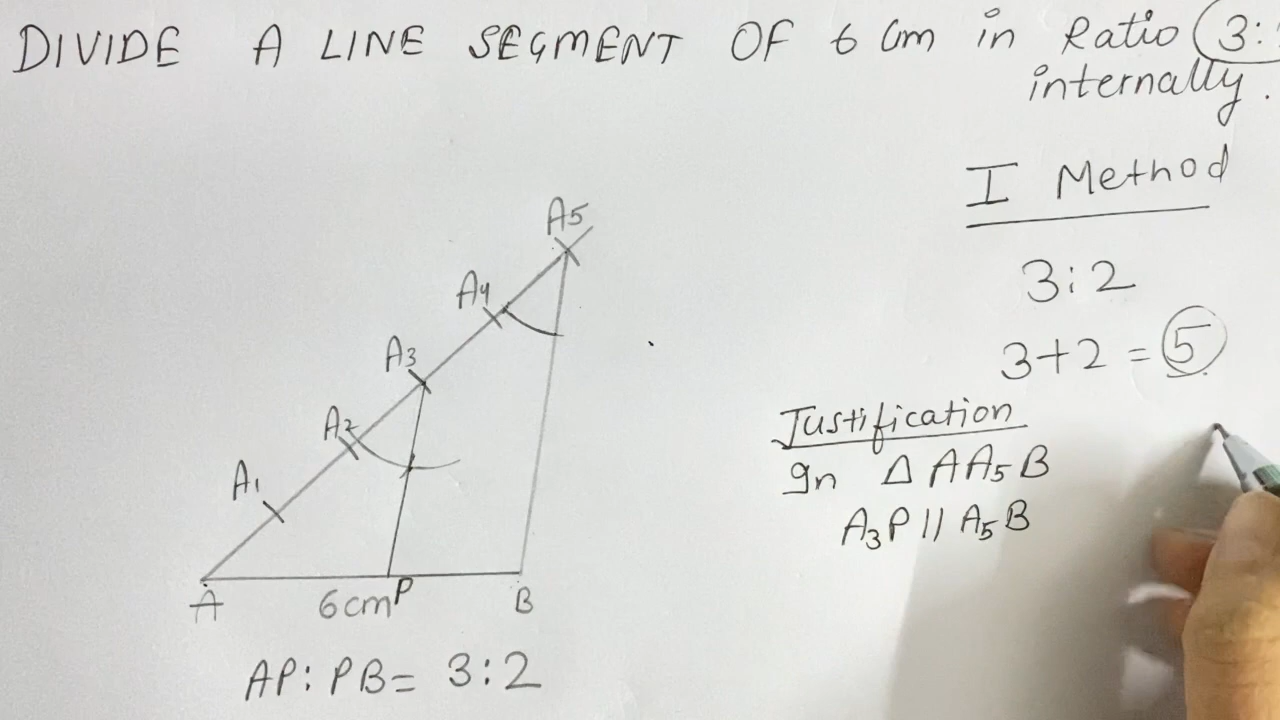 DIVIDE A LINE SEGMENT OF 6 Cm in Ratio 3:
internally.
I Method
3:2
3+2 = 5
Justification
In Δ AA₅B
A₃P || A₅B
A5
A4
A3
A2
A1
A 6cm P B
AP:PB= 3:2